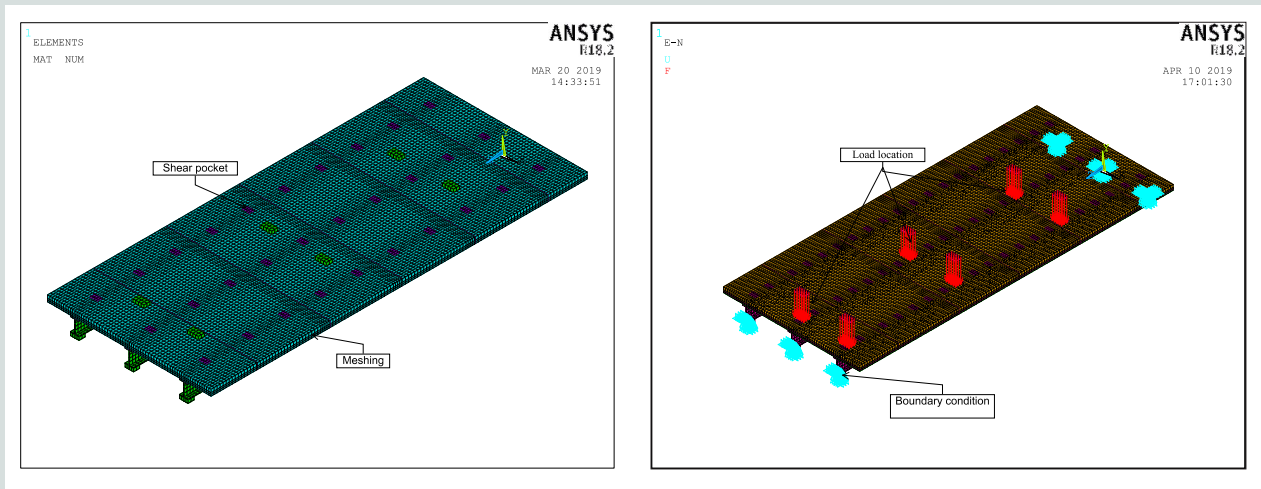 1
ELEMENTS
MAT NUM
ANSYS
R18.2
MAR 20 2019
14:33:51
Shear pocket
Meshing
1
E-N
U
F
ANSYS
R18.2
APR 10 2019
17:01:30
Load location
Boundary condition